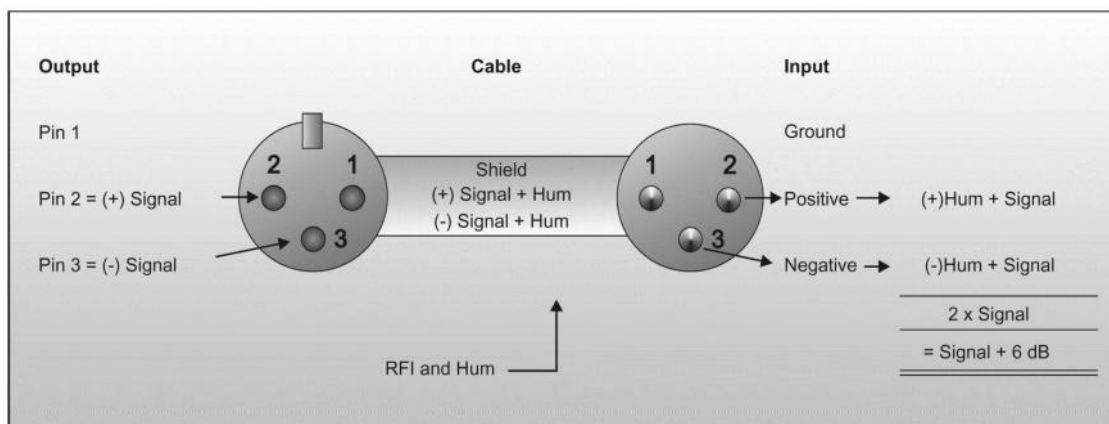 Output
Cable
Input
Pin 1
Ground
2
1
Shield
1
2
Pin 2 = (+) Signal
(+) Signal + Hum
Positive
(+)Hum + Signal
(-) Signal + Hum
3
3
Pin 3 = (-) Signal
Negative
(-)Hum + Signal
2 x Signal
= Signal + 6 dB
RFI and Hum